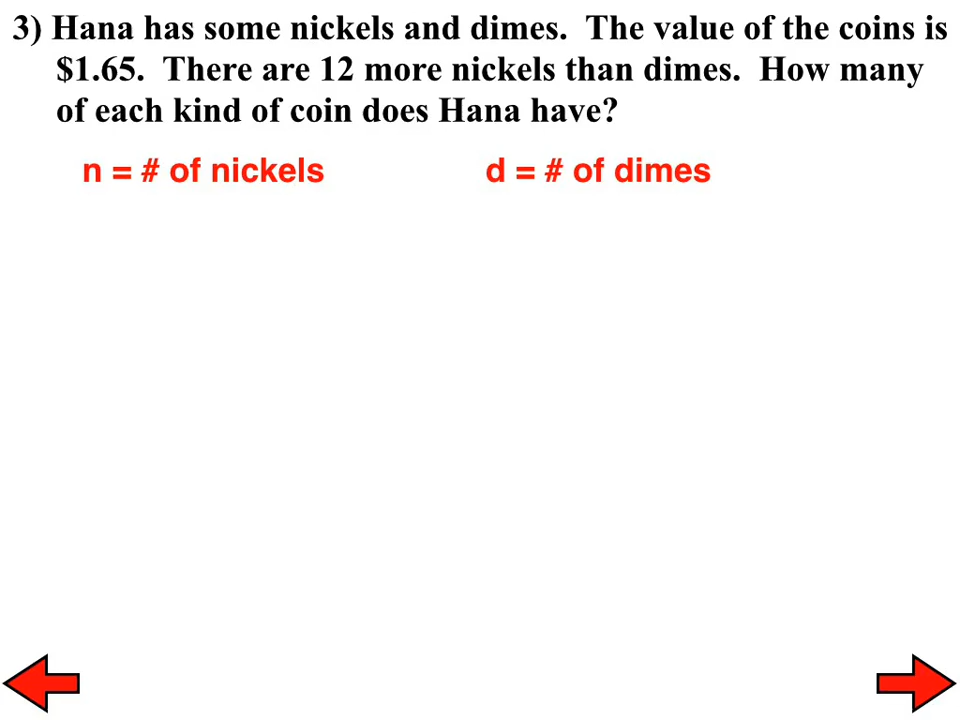 3) Hana has some nickels and dimes. The value of the coins is
$1.65. There are 12 more nickels than dimes. How many
of each kind of coin does Hana have?
n = # of nickels d = # of dimes